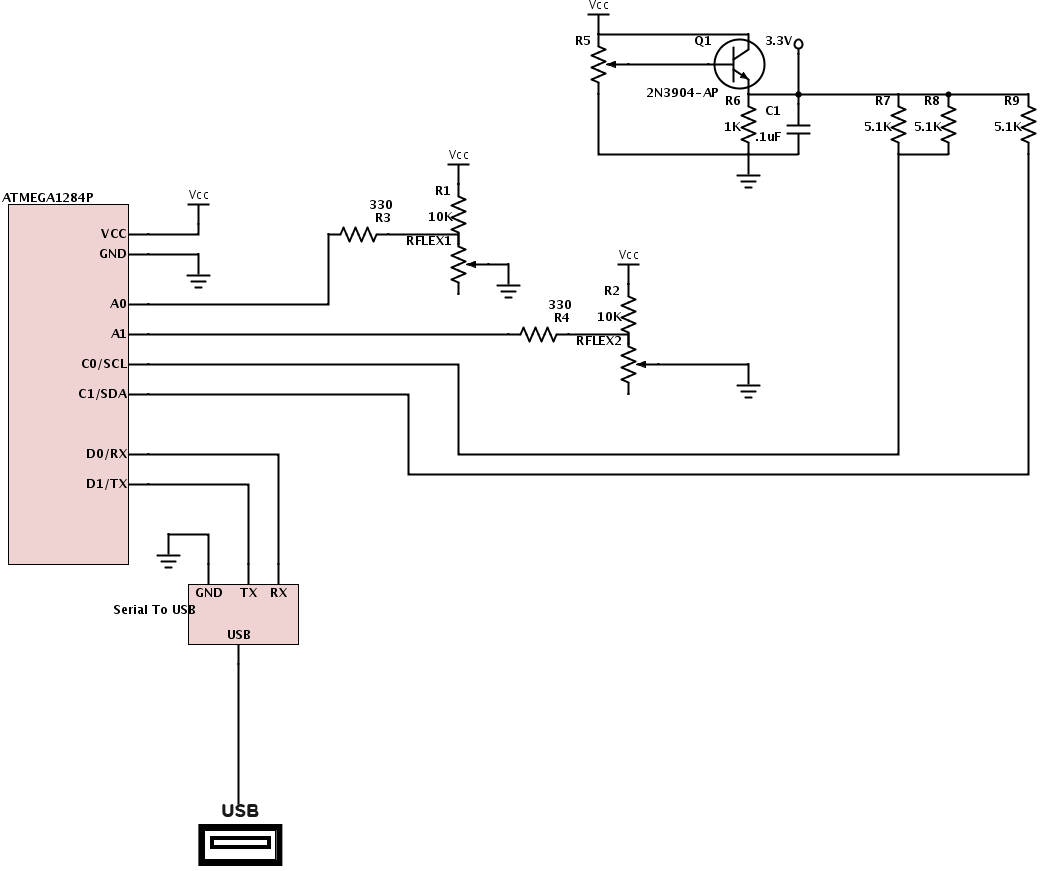 Vcc
R5
Q1
3.3V
2N3904-AP
R6
1K
C1
.1uF
R7
5.1K
R8
5.1K
R9
5.1K
Vcc
R1
10K
330
R3
RFLEX1
ATMEGA1284P
Vcc
VCC
GND
A0
A1
C0/SCL
C1/SDA
D0/RX
D1/TX
Vcc
R2
10K
330
R4
RFLEX2
GND TX RX
Serial To USB
USB
USB